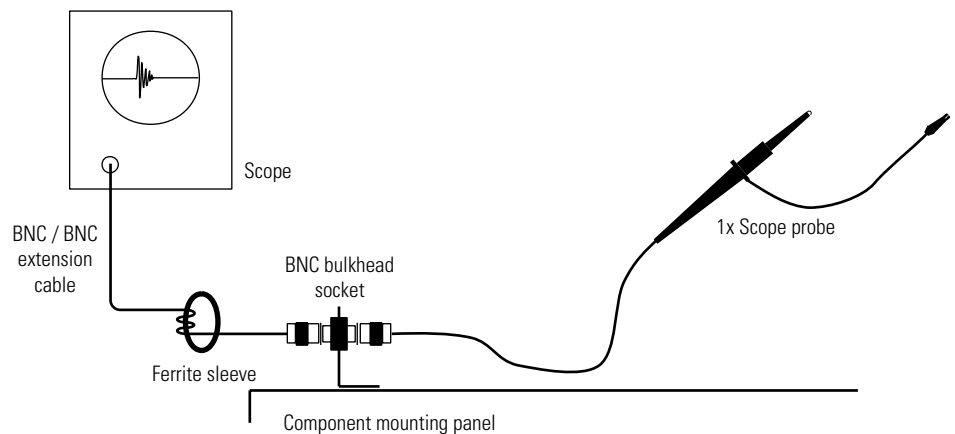 Scope
BNC / BNC
extension
cable
BNC bulkhead
socket
1x Scope probe
Ferrite sleeve
Component mounting panel